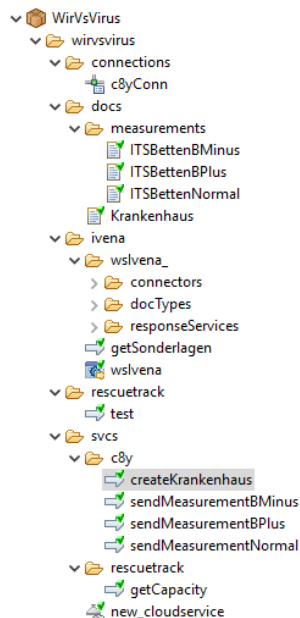 WirVsVirus
wirvsvirus
connections
c8yConn
docs
measurements
ITSBettenBMinus
ITSBettenBPlus
ITSBettenNormal
Krankenhaus
ivena
wsIvena_
connectors
docTypes
responseServices
getSonderlagen
wsIvena
rescuetrack
test
svcs
c8y
createKrankenhaus
sendMeasurementBMinus
sendMeasurementBPlus
sendMeasurementNormal
rescuetrack
getCapacity
new_cloudservice